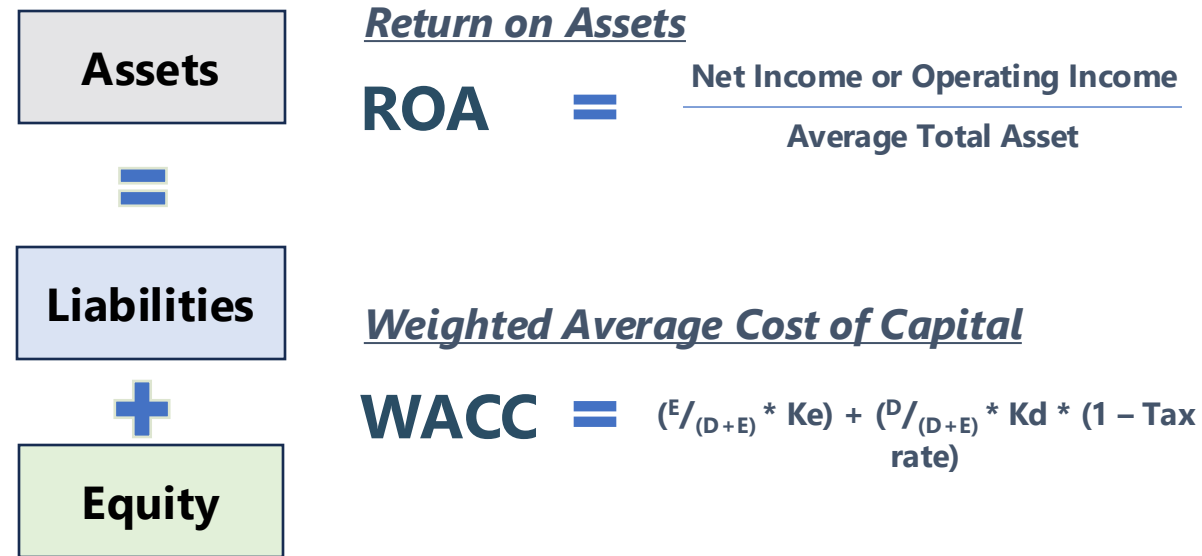 Assets
=
Liabilities
+
Equity
Return on Assets
ROA = Net Income or Operating Income
Average Total Asset
Weighted Average Cost of Capital
WACC = (E/(D+E) * Ke) + (D/(D+E) * Kd * (1 – Tax
rate)